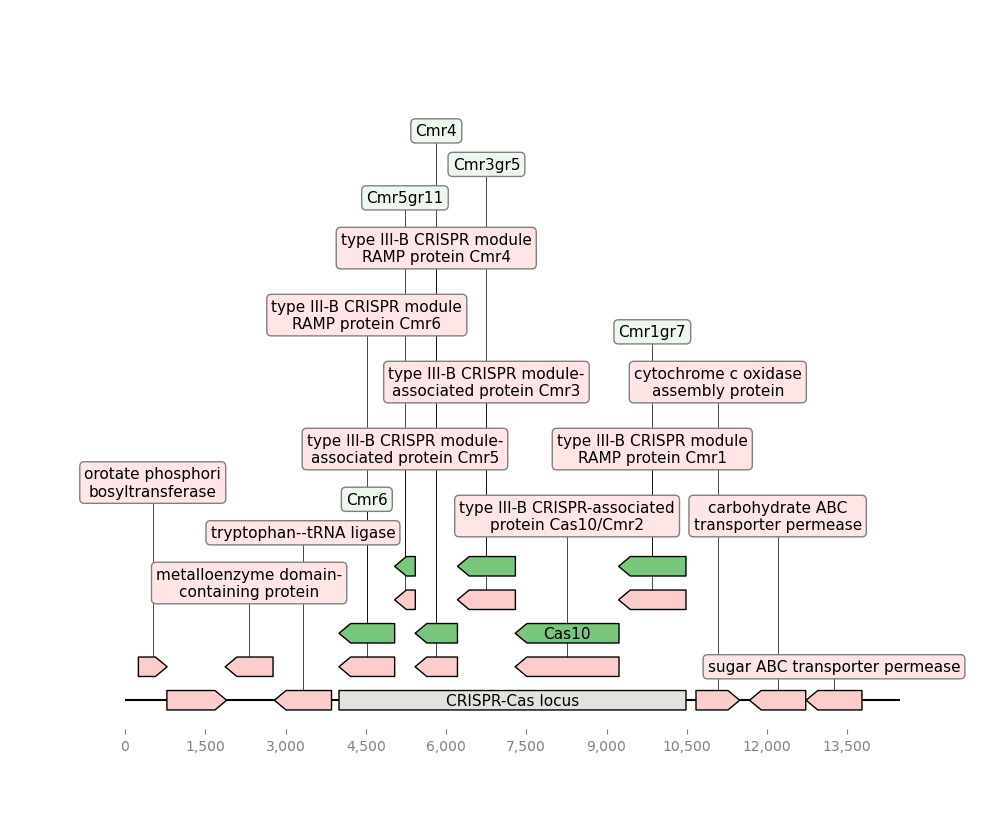 Cmr4
Cmr3gr5
Cmr5gr11
type III-B CRISPR module
RAMP protein Cmr4
type III-B CRISPR module
RAMP protein Cmr6
Cmr1gr7
type III-B CRISPR module-
associated protein Cmr3
cytochrome c oxidase
assembly protein
type III-B CRISPR module-
associated protein Cmr5
type III-B CRISPR module
RAMP protein Cmr1
orotate phosphori
bosyltransferase
Cmr6
type III-B CRISPR-associated
protein Cas10/Cmr2
carbohydrate ABC
transporter permease
tryptophan--tRNA ligase
metalloenzyme domain-
containing protein
Cas10
sugar ABC transporter permease
CRISPR-Cas locus
0 1,500 3,000 4,500 6,000 7,500 9,000 10,500 12,000 13,500